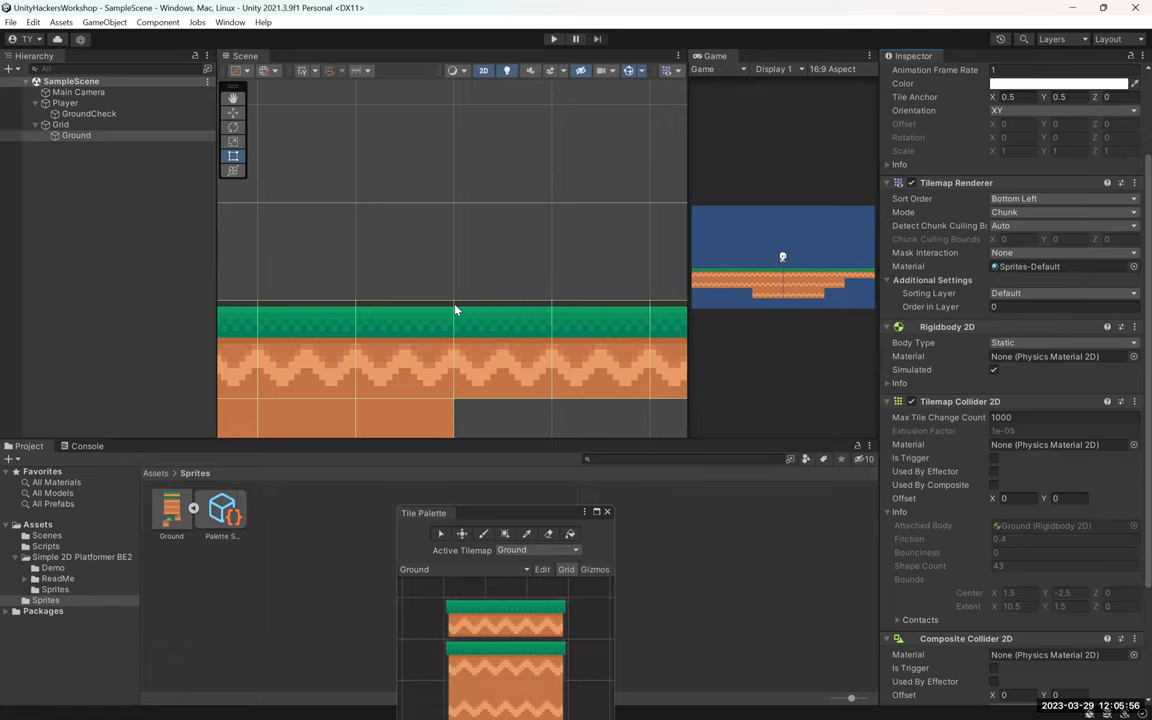 UnityHackersWorkshop - SampleScene - Windows, Mac, Linux - Unity 2021.3.9f1 Personal <DX11>
File Edit Assets GameObject Component Jobs Window Help
TY Layers Layout
Hierarchy Scene Game Inspector
All 2D Game Display 1 16:9 Aspect Animation Frame Rate 1
SampleScene Color
Main Camera Tile Anchor X 0.5 Y 0.5 Z 0
Player Orientation XY
GroundCheck Offset X 0 Y 0 Z 0
Grid Rotation X 0 Y 0 Z 0
Ground Scale X 1 Y 1 Z 1
Info
Tilemap Renderer
Sort Order Bottom Left
Mode Chunk
Detect Chunk Culling Bo Auto
Chunk Culling Bounds X 0 Y 0 Z 0
Mask Interaction None
Material Sprites-Default
Additional Settings
Sorting Layer Default
Order in Layer 0
Rigidbody 2D
Body Type Static
Material None (Physics Material 2D)
Simulated
Info
Tilemap Collider 2D
Max Tile Change Count 1000
Extrusion Factor 1e-05
Material None (Physics Material 2D)
Is Trigger
Used By Effector
Used By Composite
Offset X 0 Y 0
Info
Attached Body Ground (Rigidbody 2D)
Friction 0.4
Bounciness 0
Shape Count 43
Bounds
Center X 1.5 Y -2.5 Z 0
Extent X 10.5 Y 1.5 Z 0
Contacts
Composite Collider 2D
Material None (Physics Material 2D)
Is Trigger
Used By Effector
Offset X 0 Y 0
Project Console
10
Favorites
All Materials
All Models
All Prefabs
Assets
Scenes
Scripts
Simple 2D Platformer BE2
Demo
ReadMe
Sprites
Sprites
Packages
Assets > Sprites
Ground Palette S...
Tile Palette
Active Tilemap Ground
Ground Edit Grid Gizmos
2023-03-29 12:05:56